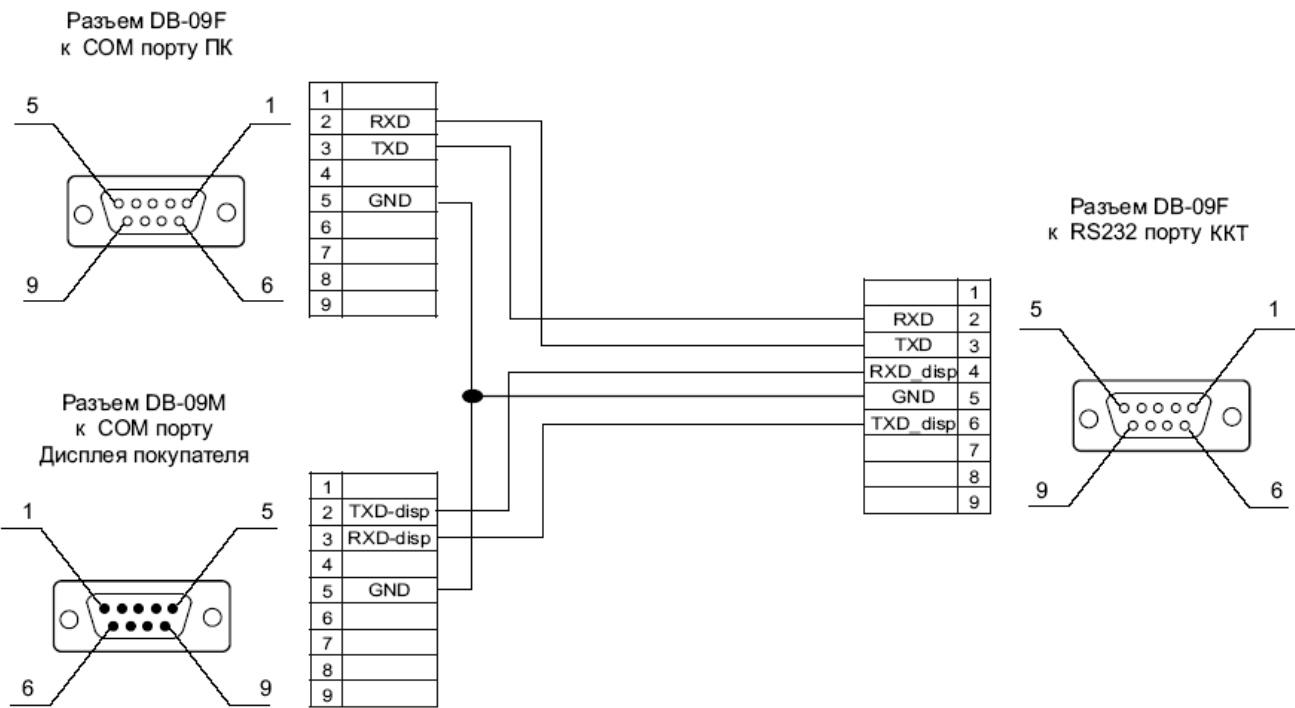 Разъем DB-09F
к COM порту ПК
5
1
9
6
1
2 RXD
3 TXD
4
5 GND
6
7
8
9
Разъем DB-09F
к RS232 порту ККТ
1
RXD 2
TXD 3
RXD_disp 4
GND 5
TXD_disp 6
7
8
9
5
1
9
6
Разъем DB-09M
к COM порту
Дисплея покупателя
1
5
6
9
1
2 TXD-disp
3 RXD-disp
4
5 GND
6
7
8
9